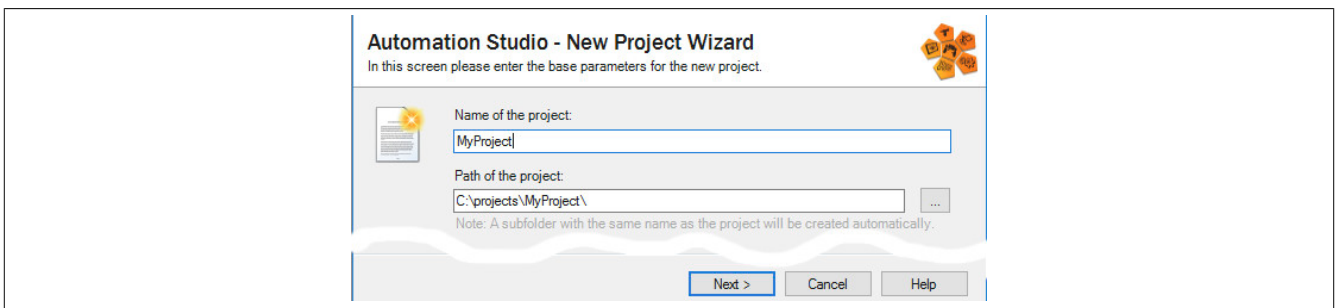 Automation Studio - New Project Wizard
In this screen please enter the base parameters for the new project.
Name of the project:
MyProject
Path of the project:
C:\projects\MyProject\
...
Note: A subfolder with the same name as the project will be created automatically.
Next >
Cancel
Help